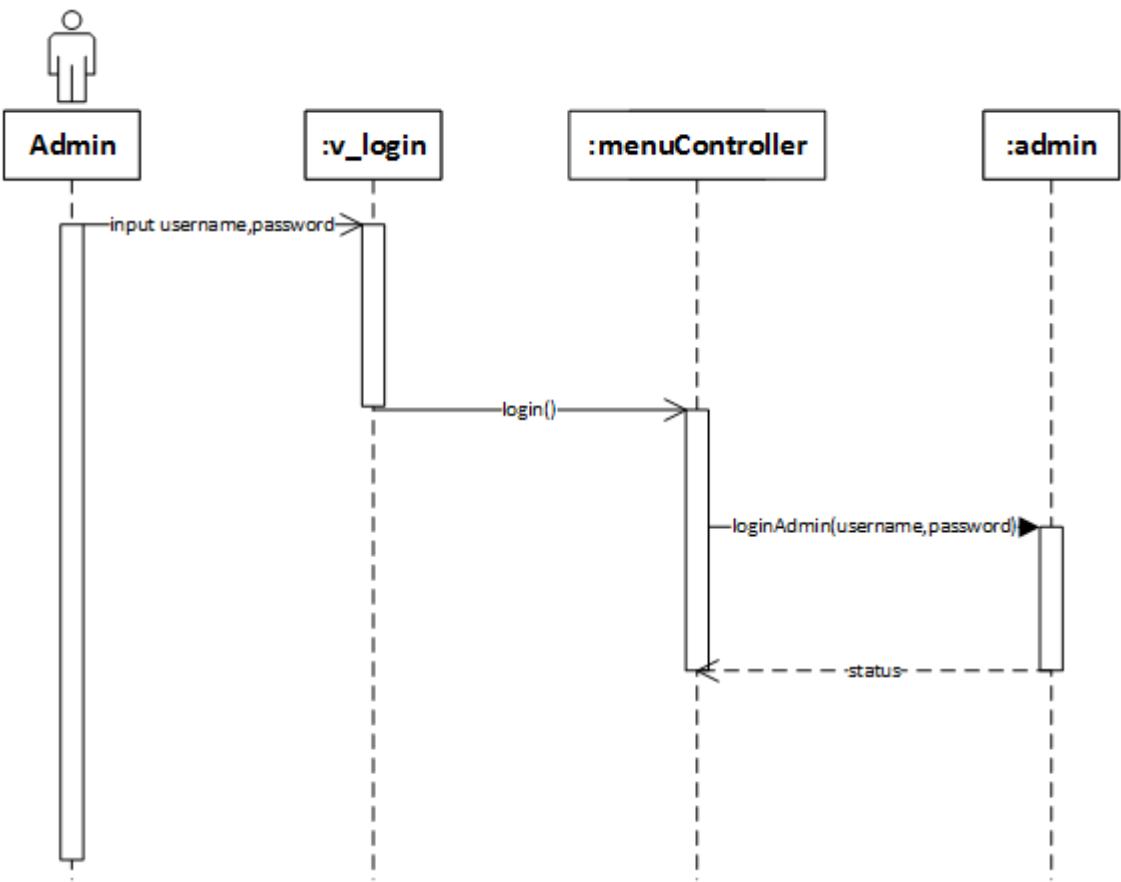 Admin
:v_login
:menuController
:admin
input username,password
login()
loginAdmin(username,password)
status